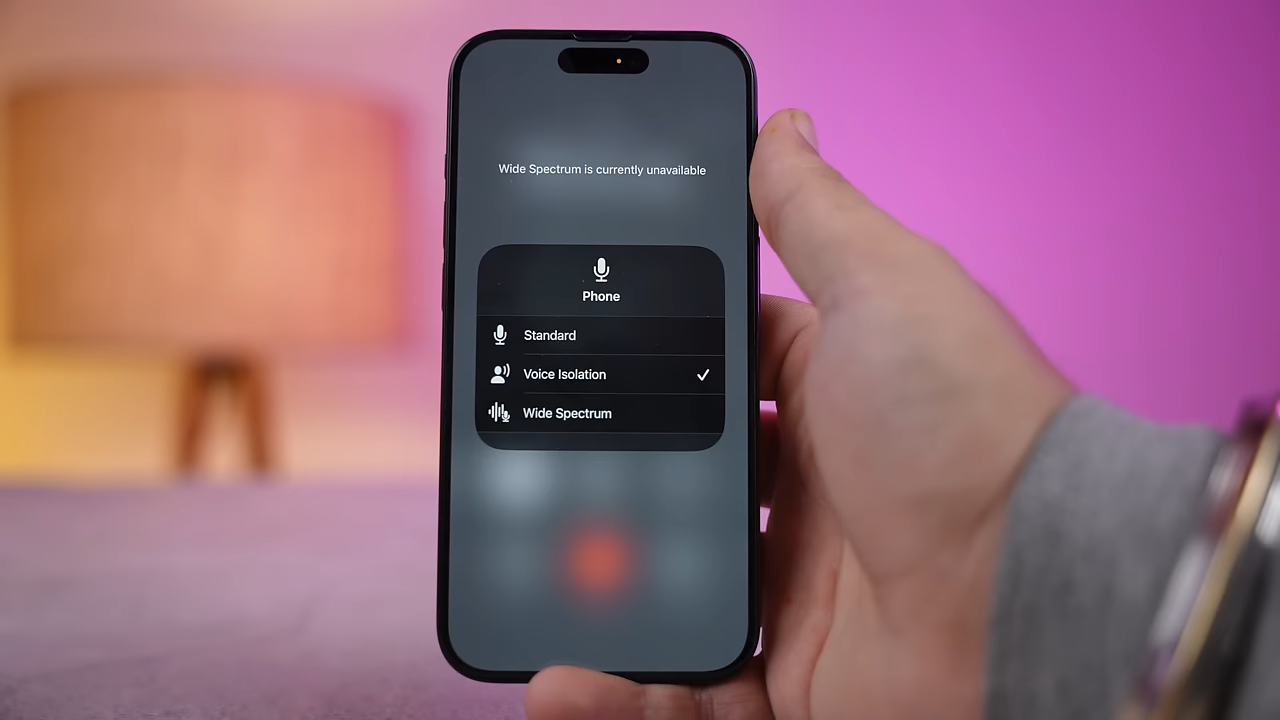 Wide Spectrum is currently unavailable
Phone
Standard
Voice Isolation
Wide Spectrum